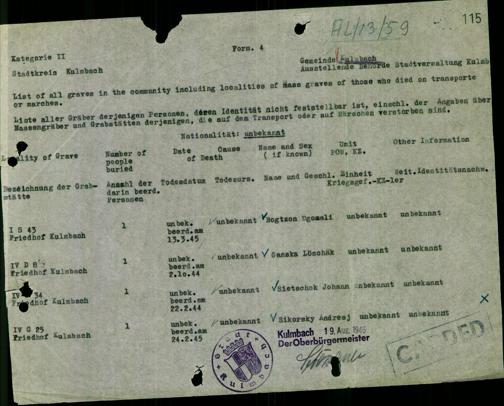 115
AL/13/59
Kategorie II
Form. 4
Gemeinde Kulmbach
Stadtkreis Kulmbach
Ausstellende Behörde Stadtverwaltung Kulmb
List of all graves in the community including localities of mass graves of those who died on transports
or marches.
Liste aller Gräber derjenigen Personen, deren Identität nicht feststellbar ist, einschl. der Angaben über
Massengräber und Grabstätten derjenigen, die auf dem Transport oder auf Märschen verstorben sind.
Nationalität: unbekannt
Locality of Grave Number of people buried Date of Death Cause Name and Sex (if known) Unit POW, KZ. Other Information
Bezeichnung der Grabstätte Anzahl der darin beerd. Personen Todesdatum Todesurs. Name und Geschl. Einheit Kriegsgef.-KZ-ler Seit.Identitätsnachw.
I S 43 1 unbek. unbekannt unbekannt unbekannt
Friedhof Kulmbach beerd.am
13.3.45
IV D 8 1 unbek. unbekannt Ganska unbekannt unbekannt
Friedhof Kulmbach beerd.am
2.10.44
34 1 unbek. unbekannt Sietschok Johann unbekannt unbekannt
Friedhof Kulmbach beerd.am
22.2.44
IV G 25 1 unbek. unbekannt Sikorsky Andrej unbekannt unbekannt
Friedhof Kulmbach beerd.am
24.2.45
Kulmbach 19. Aug. 1946
Der Oberbürgermeister
Kulmbach
CARDED